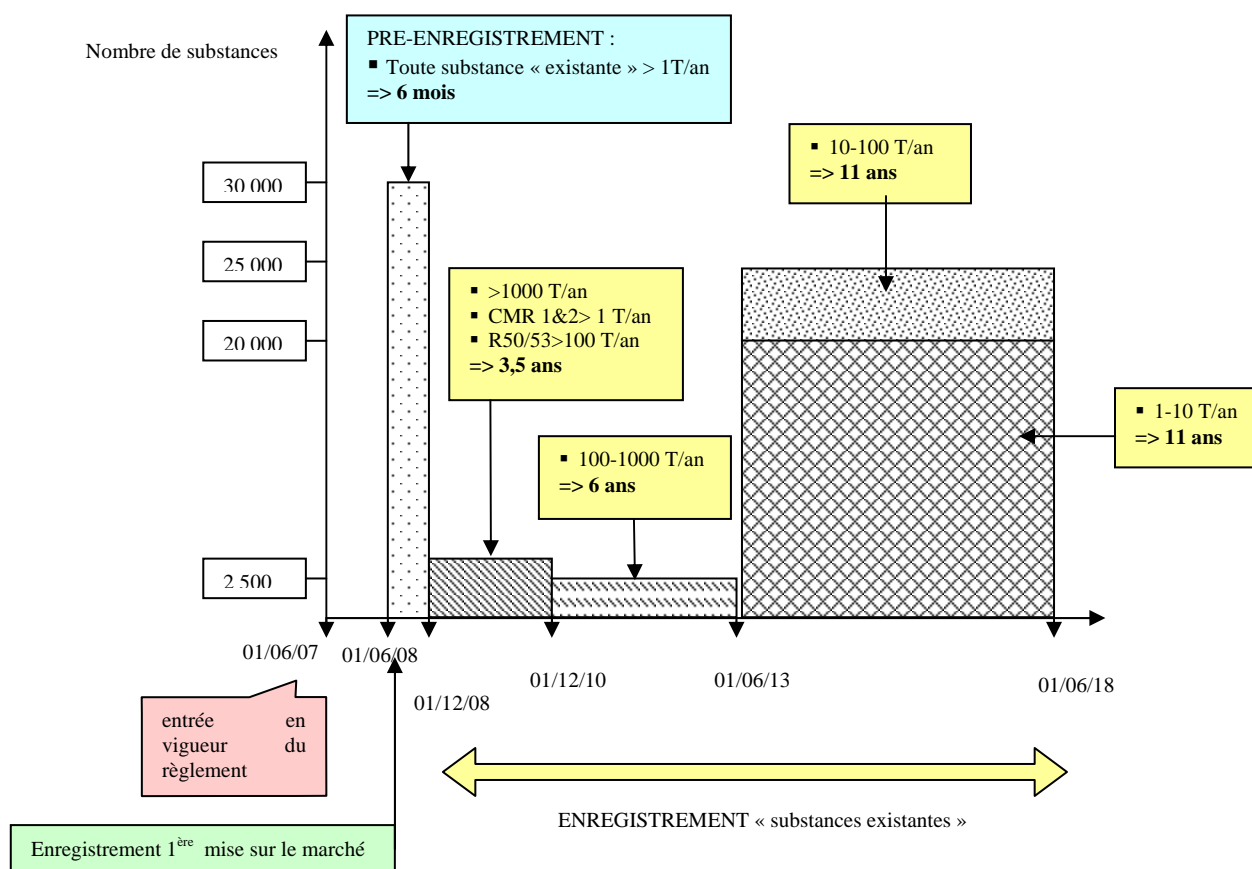 Nombre de substances
PRE-ENREGISTREMENT :
▪ Toute substance « existante » > 1T/an
=> 6 mois
▪ 10-100 T/an
=> 11 ans
30 000
25 000
20 000
2 500
▪ >1000 T/an
▪ CMR 1&2> 1 T/an
▪ R50/53>100 T/an
=> 3,5 ans
▪ 100-1000 T/an
=> 6 ans
▪ 1-10 T/an
=> 11 ans
01/06/07
01/06/08
01/12/08
01/12/10
01/06/13
01/06/18
entrée en
vigueur du
règlement
ENREGISTREMENT « substances existantes »
Enregistrement 1ère mise sur le marché